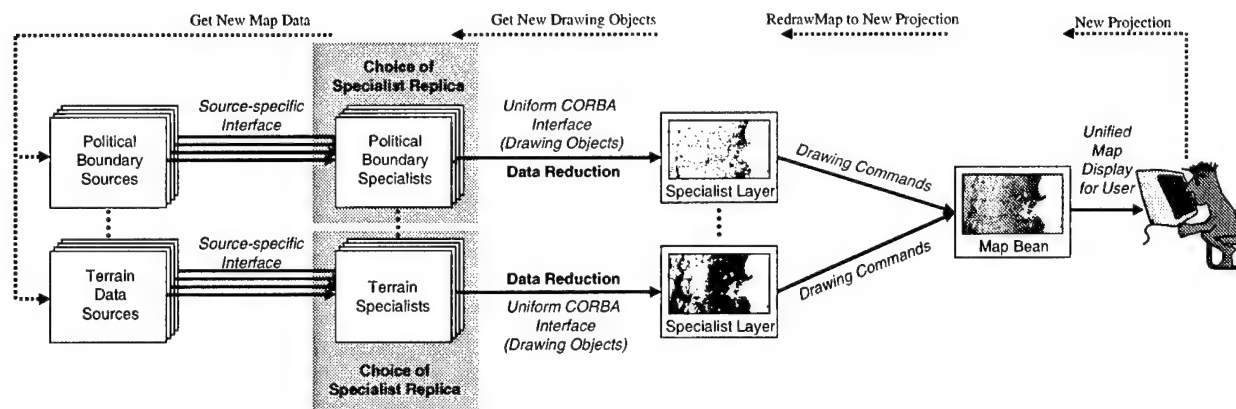 Get New Map Data
Get New Drawing Objects
RedrawMap to New Projection
New Projection
Choice of
Specialist Replica
Political
Boundary
Sources
Source-specific
Interface
Political
Boundary
Specialists
Uniform CORBA
Interface
(Drawing Objects)
Data Reduction
Specialist Layer
Drawing Commands
Unified
Map
Display
for User
Map Bean
Terrain
Data
Sources
Source-specific
Interface
Terrain
Specialists
Data Reduction
Uniform CORBA
Interface
(Drawing Objects)
Specialist Layer
Drawing Commands
Choice of
Specialist Replica